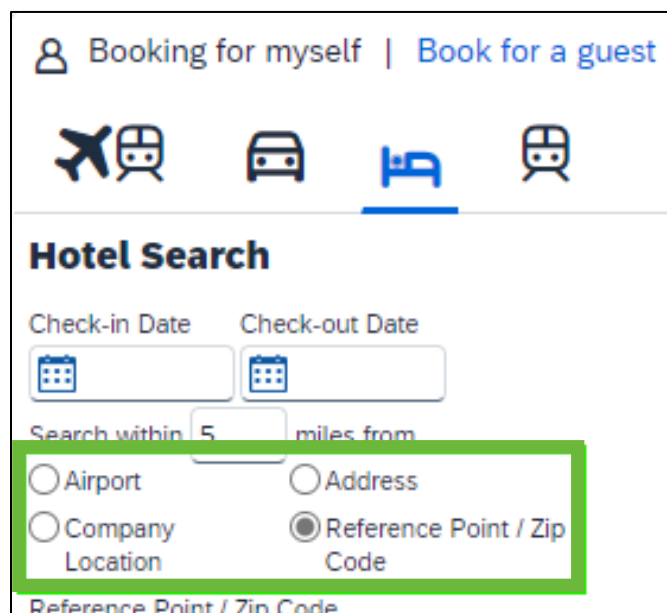 Booking for myself | Book for a guest
Hotel Search
Check-in Date Check-out Date
Search within 5 miles from
Airport Address
Company Location Reference Point / Zip Code
Reference Point / Zip Code